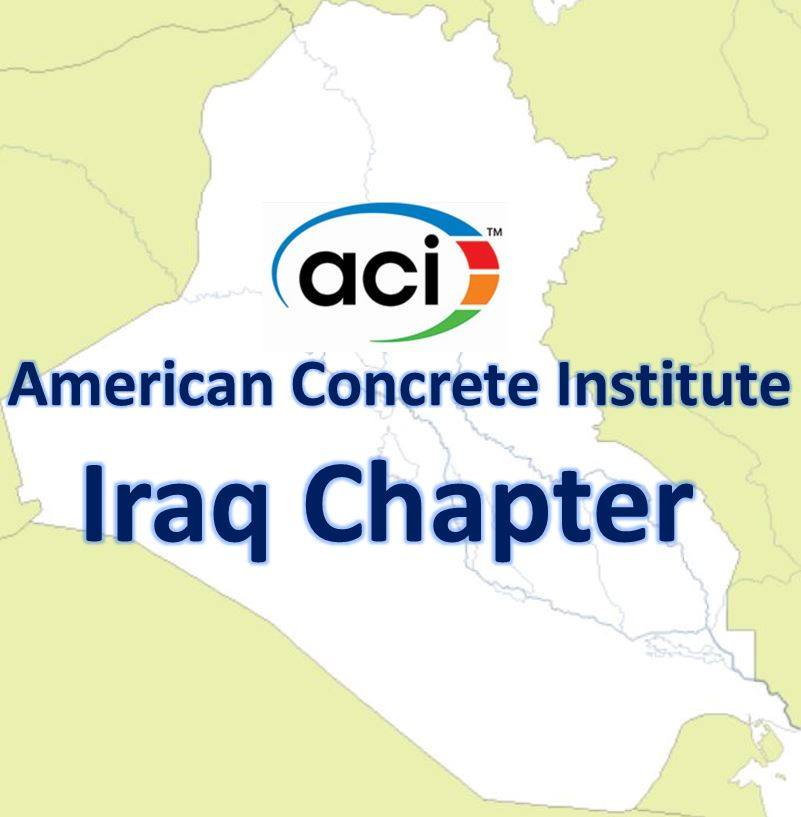 aci™
American Concrete Institute
Iraq Chapter